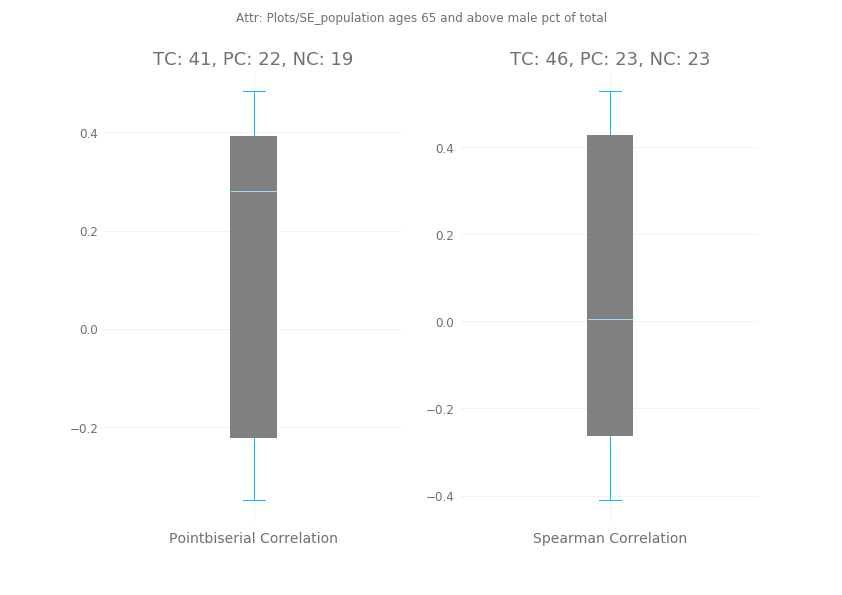 Attr: Plots/SE_population ages 65 and above male pct of total
TC: 41, PC: 22, NC: 19
0.4
0.2
0.0
−0.2
Pointbiserial Correlation
TC: 46, PC: 23, NC: 23
0.4
0.2
0.0
−0.2
−0.4
Spearman Correlation